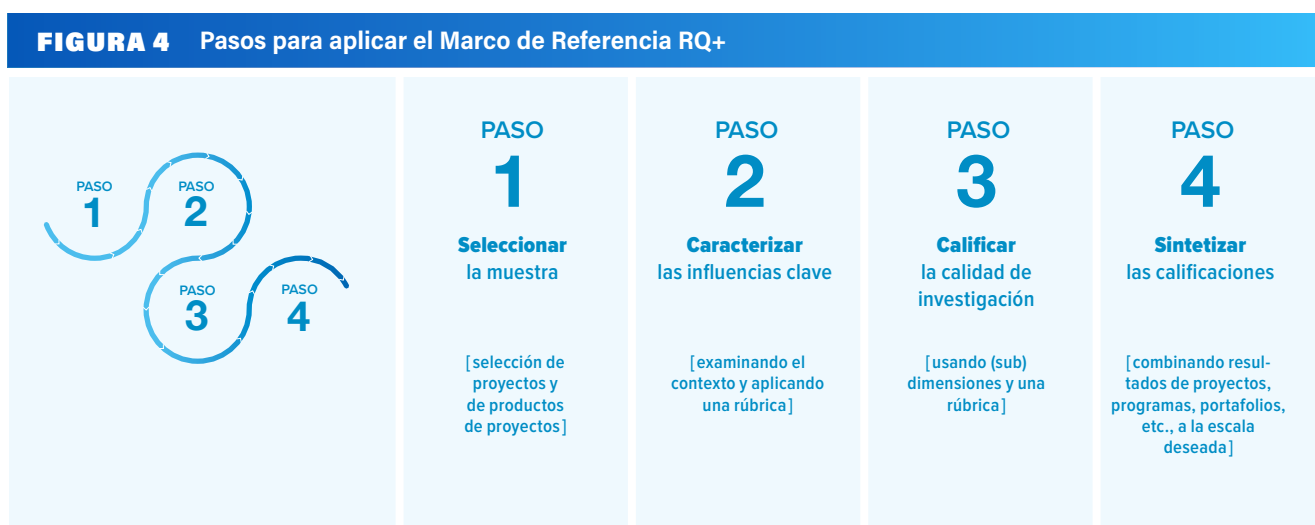 FIGURA 4 Pasos para aplicar el Marco de Referencia RQ+
PASO
1
PASO
2
PASO
3
PASO
4
PASO
1
Seleccionar
la muestra
[selección de
proyectos y
de productos
de proyectos]
PASO
2
Caracterizar
las influencias clave
[examinando el
contexto y aplicando
una rúbrica]
PASO
3
Calificar
la calidad de
investigación
[usando (sub)
dimensiones y una
rúbrica]
PASO
4
Sintetizar
las calificaciones
[combinando resul-
tados de proyectos,
programas, portafolios,
etc., a la escala
deseada]